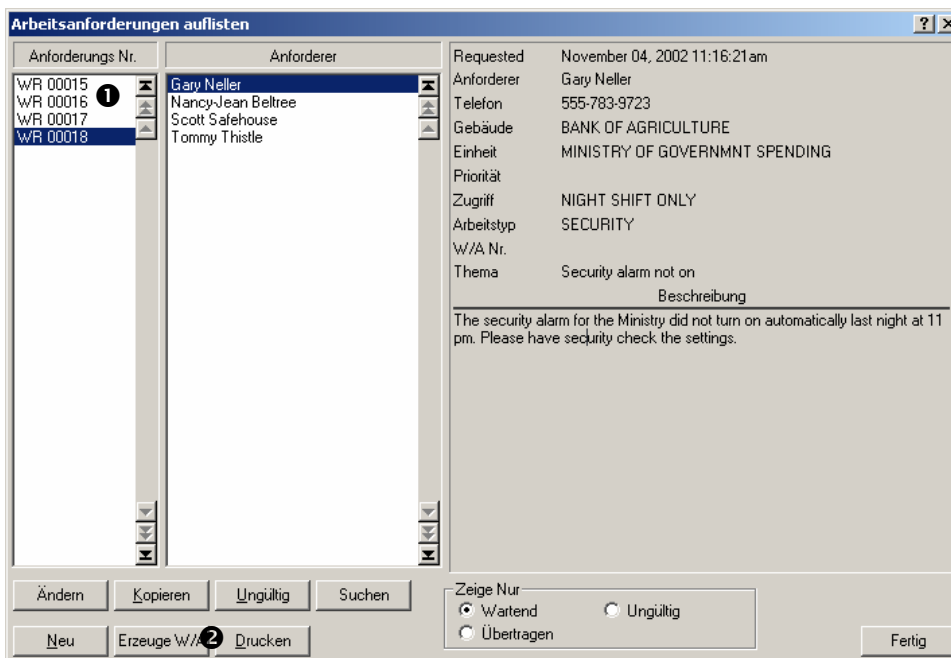 Arbeitsanforderungen auflisten
Anforderungs Nr.
Anforderer
WR 00015
WR 00016
WR 00017
WR 00018
❶
Gary Neller
Nancy-Jean Beltree
Scott Safehouse
Tommy Thistle
Requested November 04, 2002 11:16:21am
Anforderer Gary Neller
Telefon 555-783-9723
Gebäude BANK OF AGRICULTURE
Einheit MINISTRY OF GOVERNMNT SPENDING
Priorität
Zugriff NIGHT SHIFT ONLY
Arbeitstyp SECURITY
W/A Nr.
Thema Security alarm not on
Beschreibung
The security alarm for the Ministry did not turn on automatically last night at 11
pm. Please have security check the settings.
Ändern Kopieren Ungültig Suchen
Neu Erzeuge W/A ❷ Drucken
Zeige Nur
Wartend Ungültig
Übertragen
Fertig